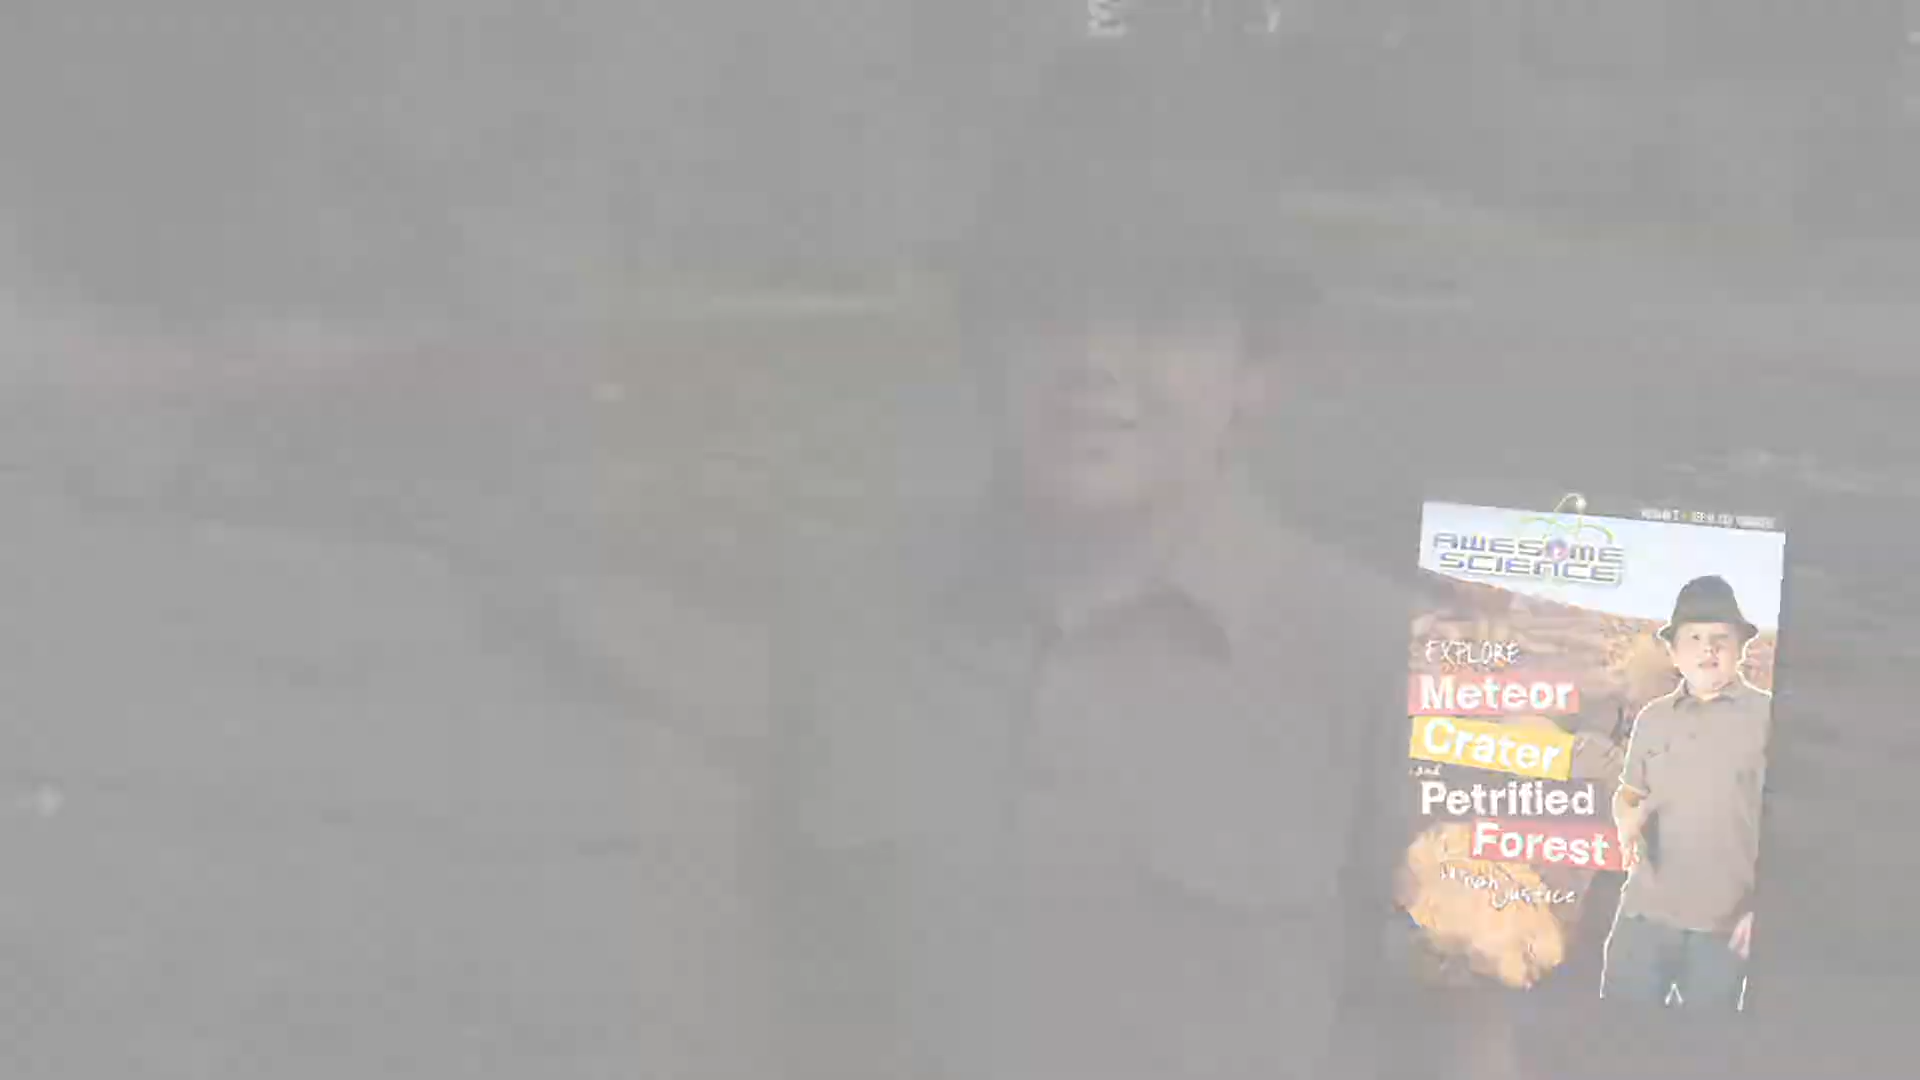 AWESOME
SCIENCE
EXPLORE
Meteor
Crater
and
Petrified
Forest
Justice